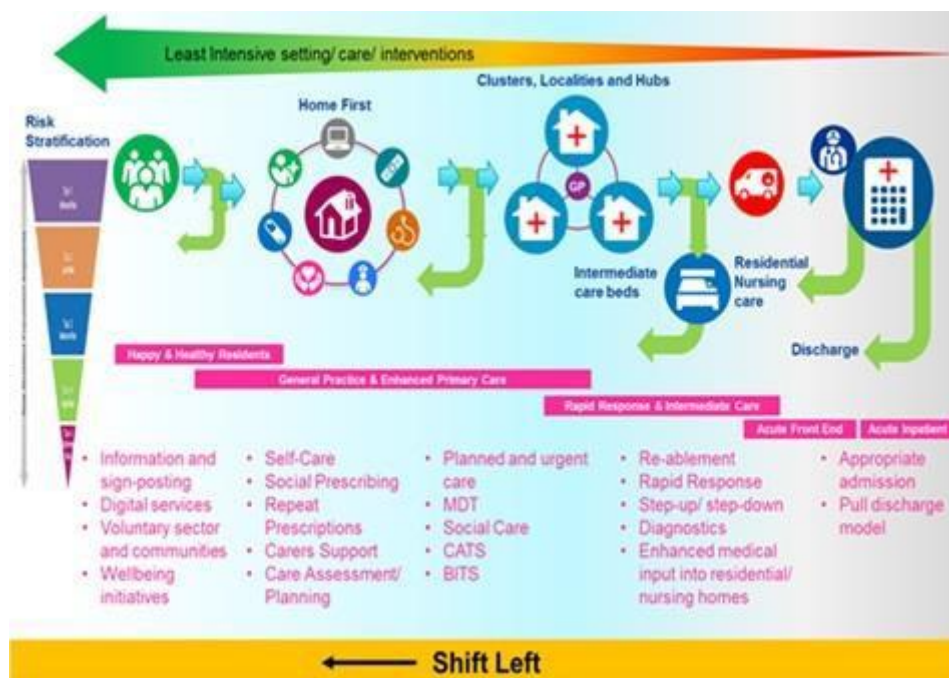 Least Intensive setting/ care/ interventions
Clusters, Localities and Hubs
Home First
Risk
Stratification
GP
Intermediate
care beds
Residential
Nursing
care
Discharge
Happy & Healthy Residents
General Practice & Enhanced Primary Care
Rapid Response & Intermediate Care
Acute Front End
Acute Inpatient
• Information and
sign-posting
• Digital services
• Voluntary sector
and communities
• Wellbeing
initiatives
• Self-Care
• Social Prescribing
• Repeat
Prescriptions
• Carers Support
• Care Assessment/
Planning
• Planned and urgent
care
• MDT
• Social Care
• CATS
• BITS
• Re-ablement
• Rapid Response
• Step-up/ step-down
• Diagnostics
• Enhanced medical
input into residential/
nursing homes
• Appropriate
admission
• Pull discharge
model
Shift Left